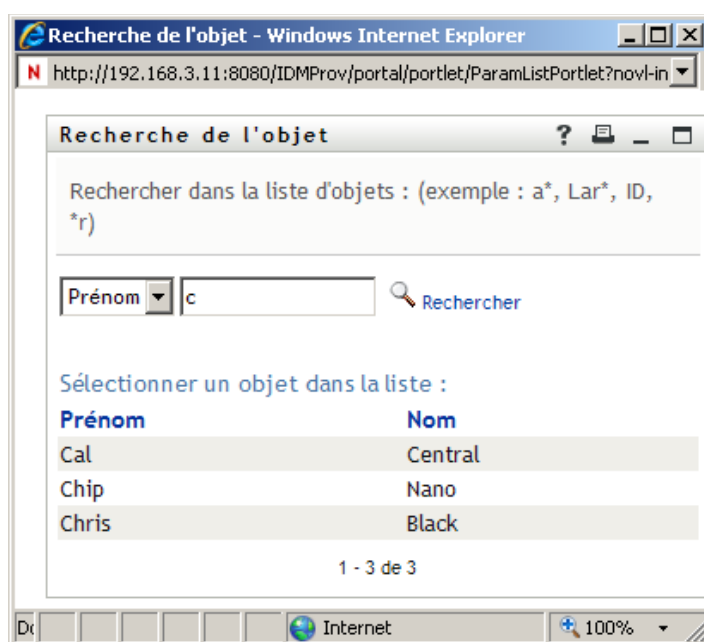 Recherche de l'objet - Windows Internet Explorer
N http://192.168.3.11:8080/IDMProv/portal/portlet/ParamListPortlet?novl-in
Recherche de l'objet ?
Rechercher dans la liste d'objets : (exemple : a*, Lar*, ID,
*r)
Prénom c Rechercher
Sélectionner un objet dans la liste :
Prénom Nom
Cal Central
Chip Nano
Chris Black
1 - 3 de 3
Internet 100%